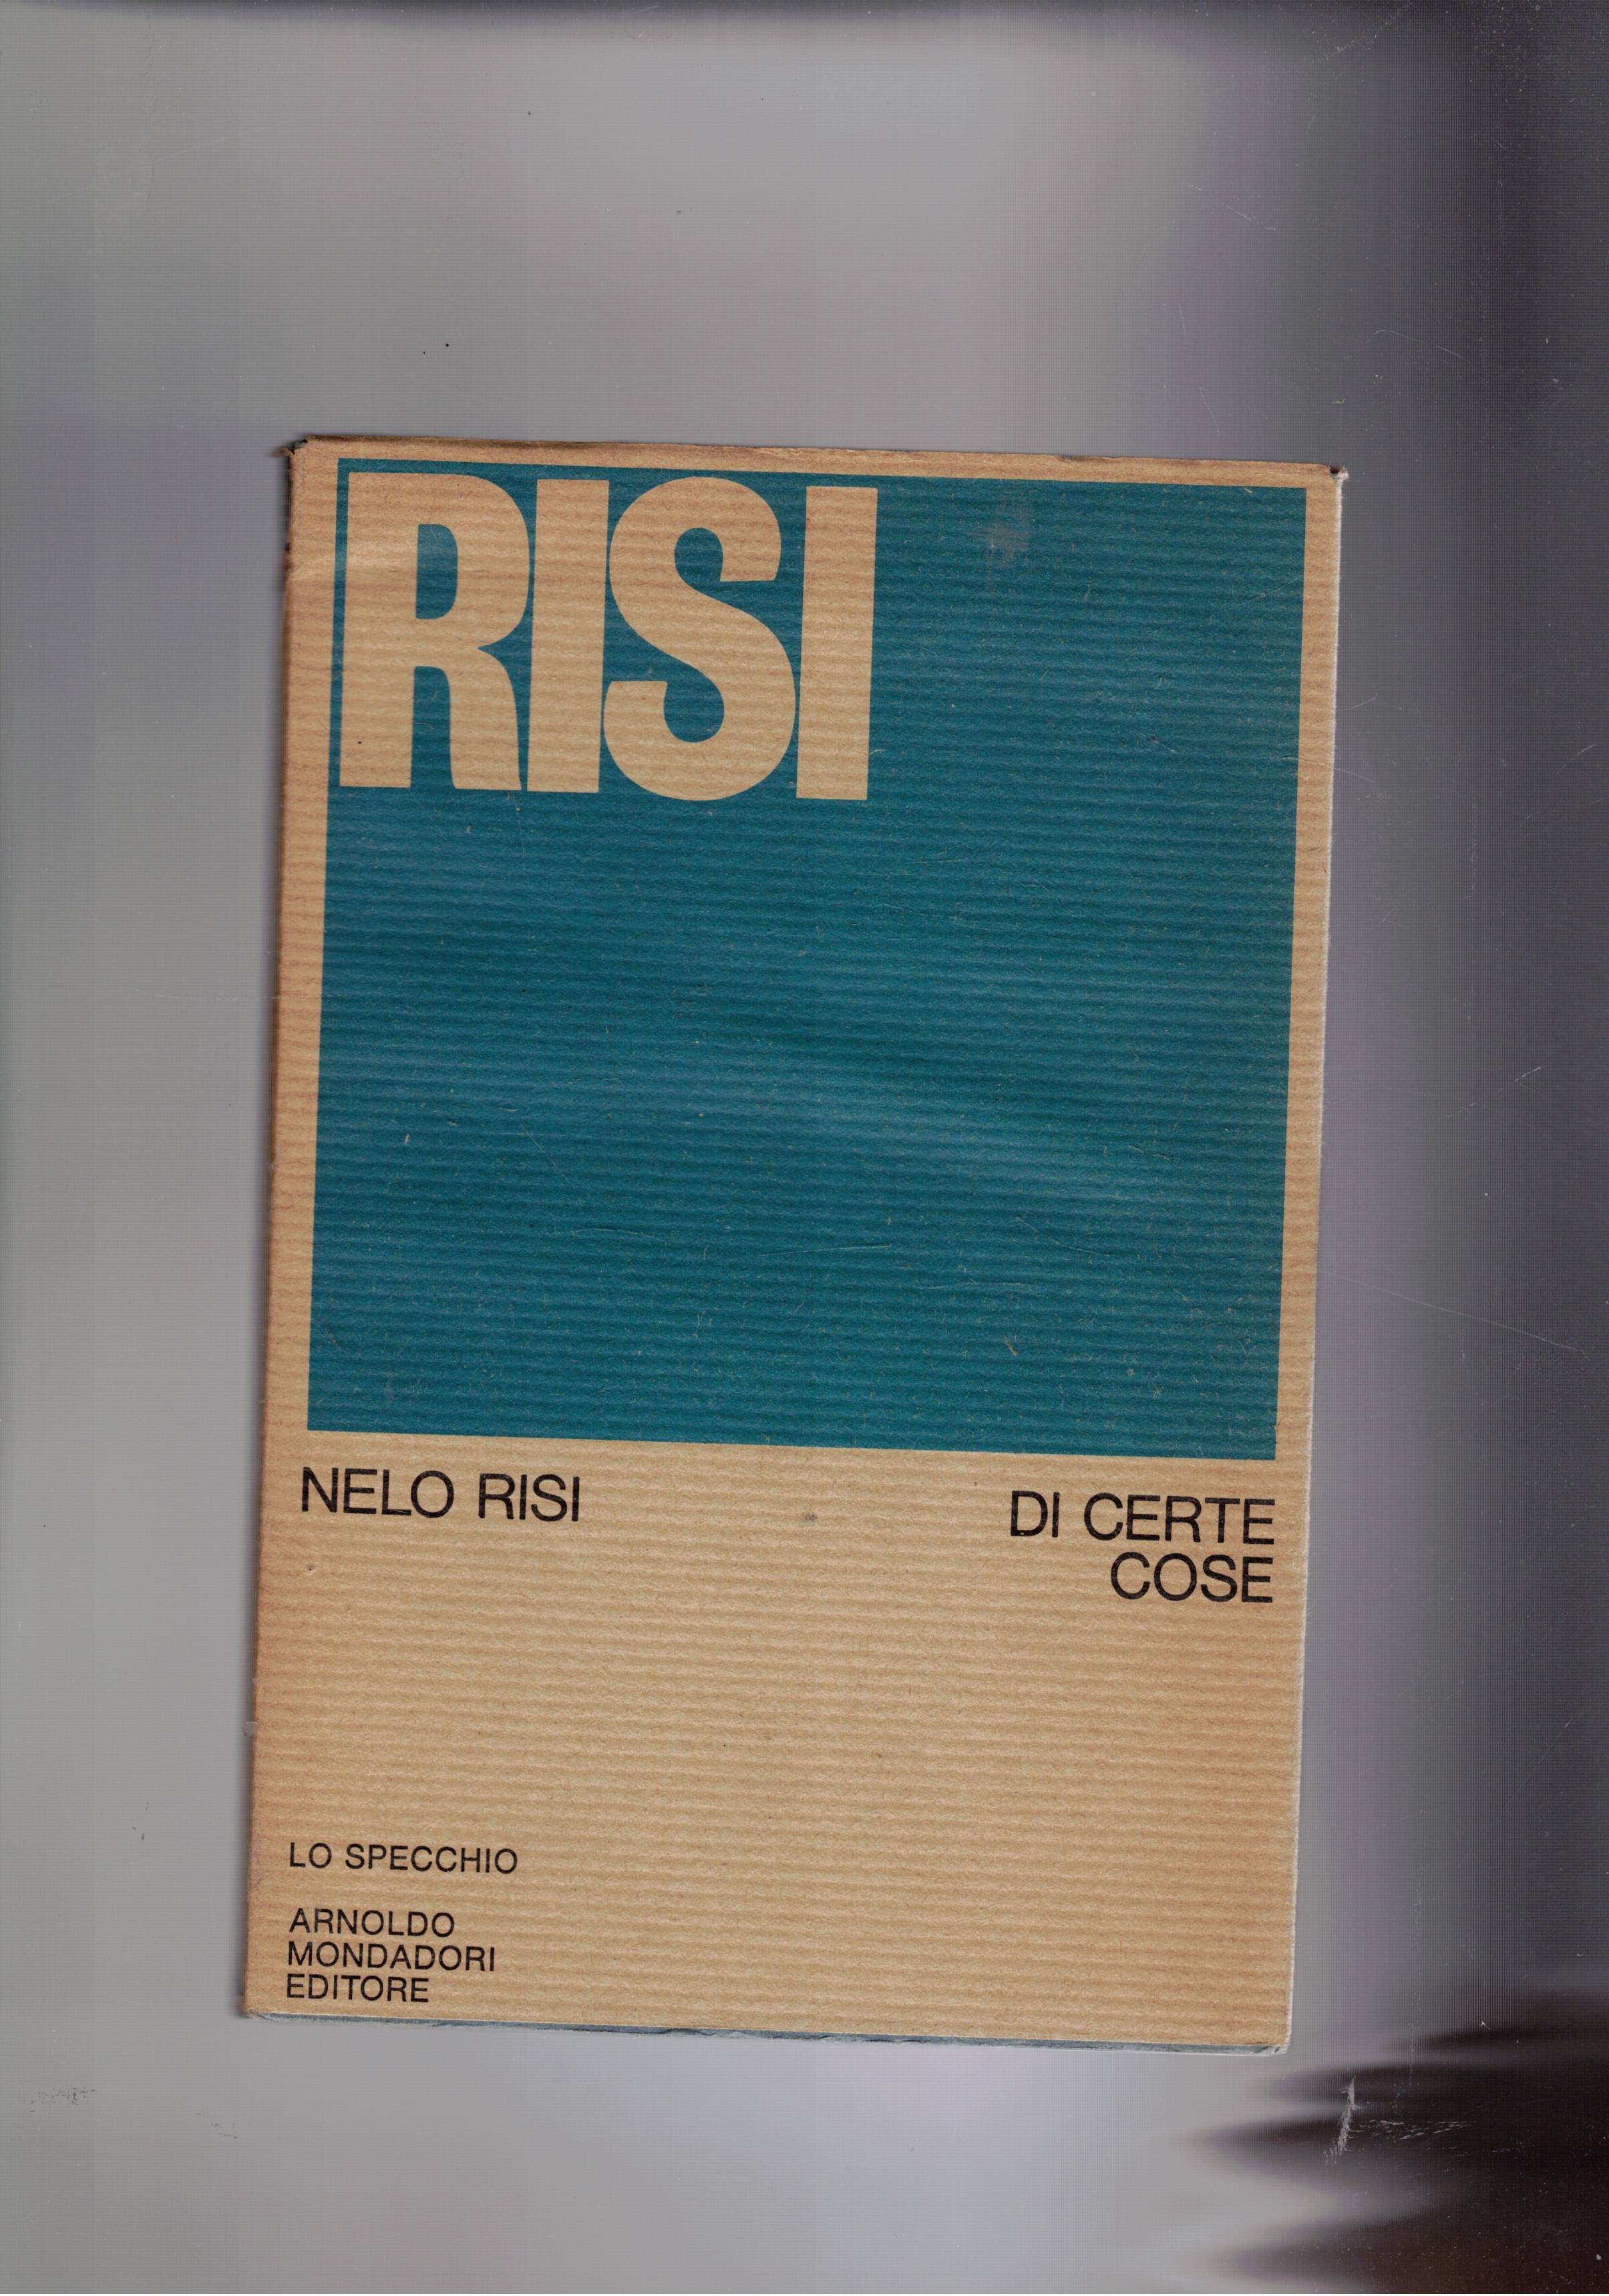 RISI
NELO RISI
DI CERTE
COSE
LO SPECCHIO
ARNOLDO
MONDADORI
EDITORE